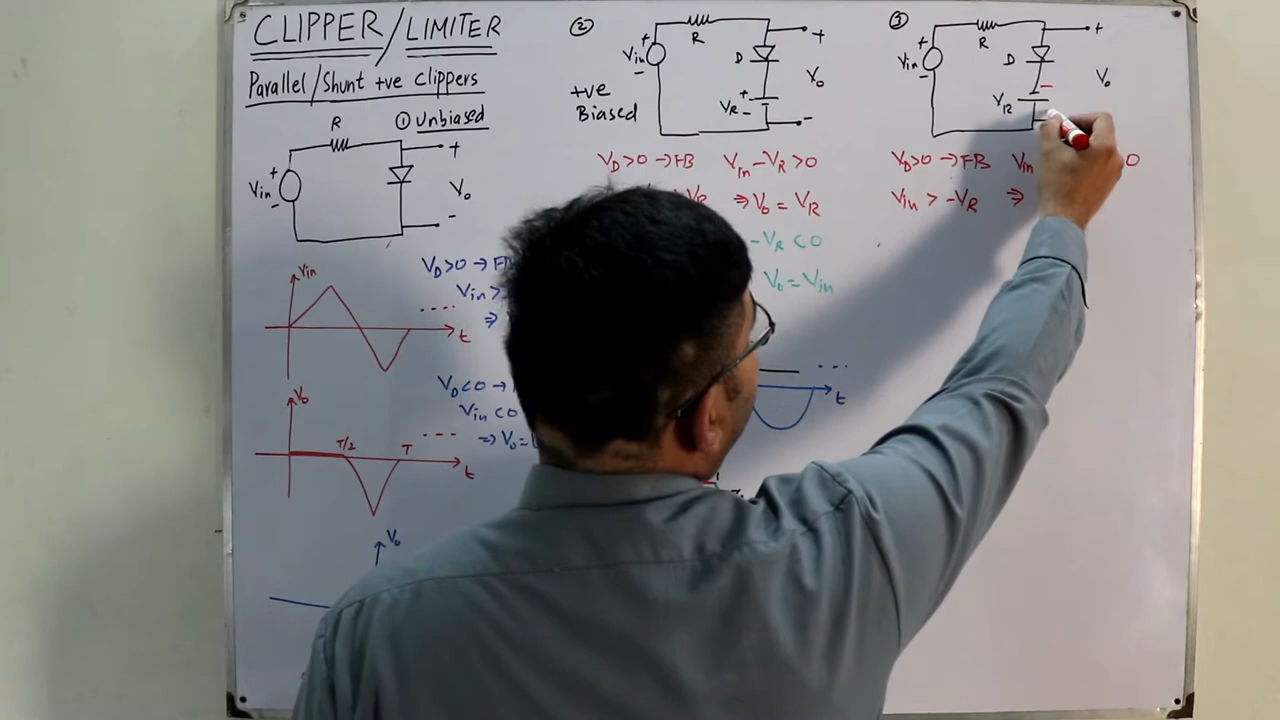 CLIPPER/LIMITER
Parallel/Shunt +ve clippers
① Unbiased
R
+
Vin
-
+
Vo
-
Vin
t
Vo
T/2
T
t
VD>0 → F
Vin>
⇒
VD<0 →
Vin<0
⇒ Vo=
Vo
②
+ve
Biased
R
+
Vin
-
D
+
VR
-
+
Vo
-
VD>0 → FB Vin-VR>0
VR ⇒ Vo = VR
-VR<0
Vo=Vin
t
③
R
+
Vin
-
D
-
VR
+
Vo
VD>0 → FB Vin 0
Vin > -VR ⇒